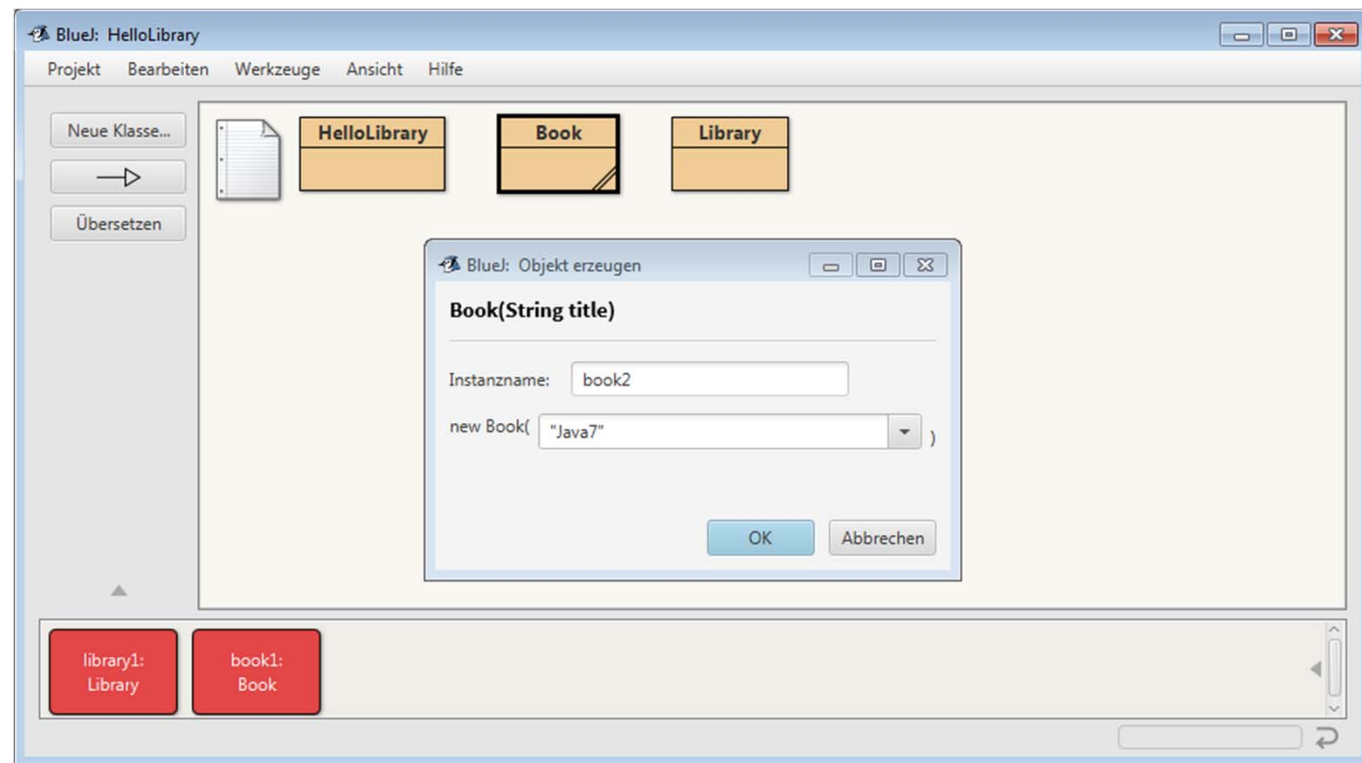 BlueJ: HelloLibrary
Projekt Bearbeiten Werkzeuge Ansicht Hilfe
Neue Klasse...
Übersetzen
HelloLibrary Book Library
BlueJ: Objekt erzeugen
Book(String title)
Instanzname: book2
new Book( "Java7" )
OK Abbrechen
library1:
Library
book1:
Book